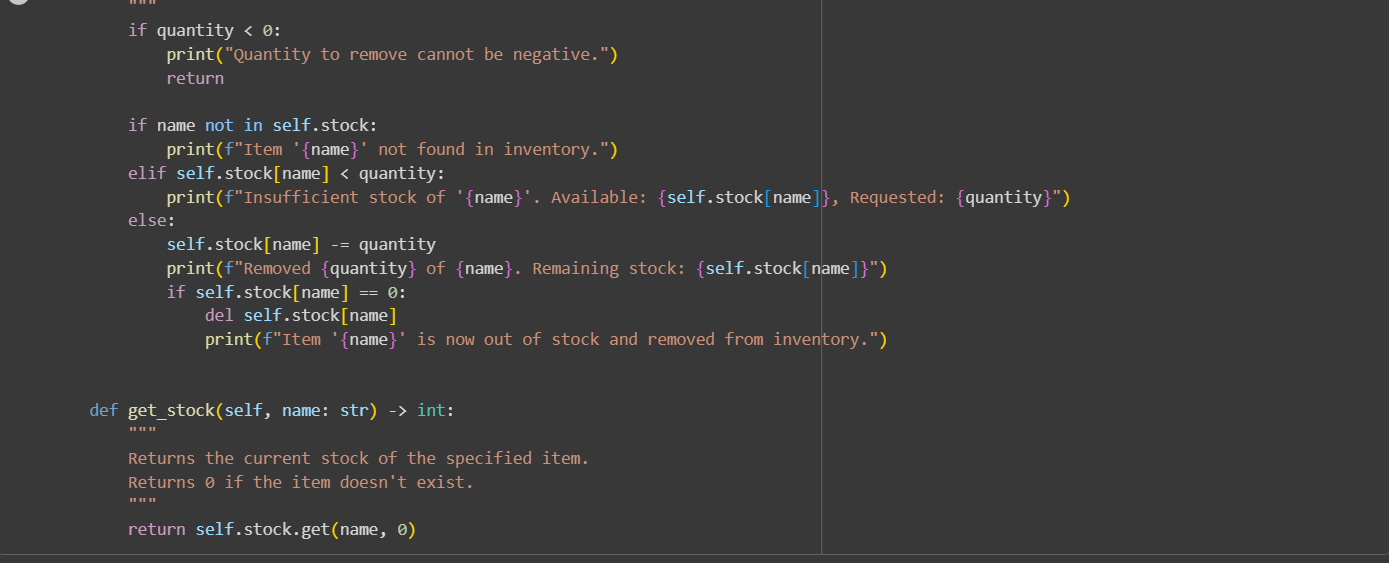 """
if quantity < 0:
print("Quantity to remove cannot be negative.")
return
if name not in self.stock:
print(f"Item '{name}' not found in inventory.")
elif self.stock[name] < quantity:
print(f"Insufficient stock of '{name}'. Available: {self.stock[name]}, Requested: {quantity}")
else:
self.stock[name] -= quantity
print(f"Removed {quantity} of {name}. Remaining stock: {self.stock[name]}")
if self.stock[name] == 0:
del self.stock[name]
print(f"Item '{name}' is now out of stock and removed from inventory.")
def get_stock(self, name: str) -> int:
"""
Returns the current stock of the specified item.
Returns 0 if the item doesn't exist.
"""
return self.stock.get(name, 0)